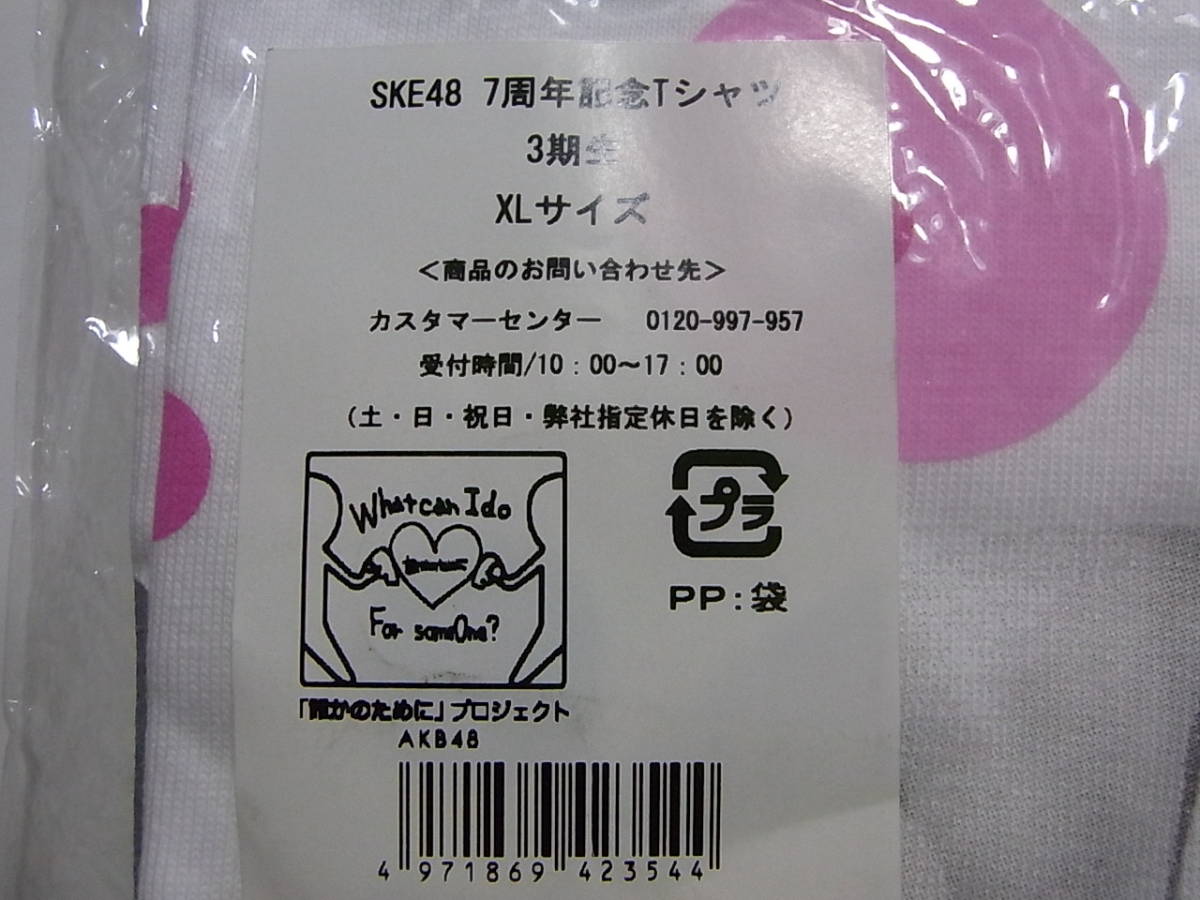 SKE48 7周年記念Tシャツ
3期生
XLサイズ
＜商品のお問い合わせ先＞
カスタマーセンター 0120-997-957
受付時間/10：00～17：00
(土・日・祝日・弊社指定休日を除く)
What can I do
For someOne?
プラ
PP：袋
「誰かのために」プロジェクト
AKB48
4 971869 423544